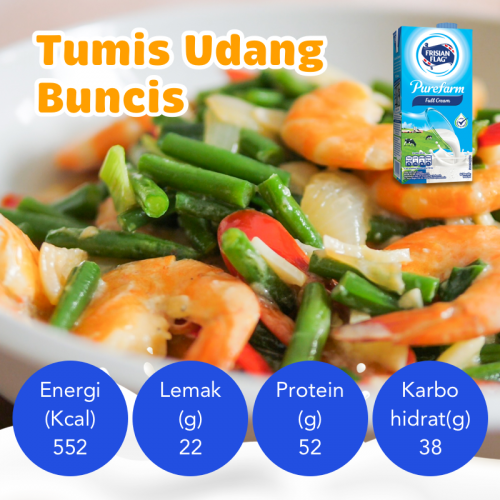 Tumis Udang
Buncis
FRISIAN
FLAG
Purefarm
Full Cream
Energi
(Kcal)
552
Lemak
(g)
22
Protein
(g)
52
Karbo
hidrat(g)
38